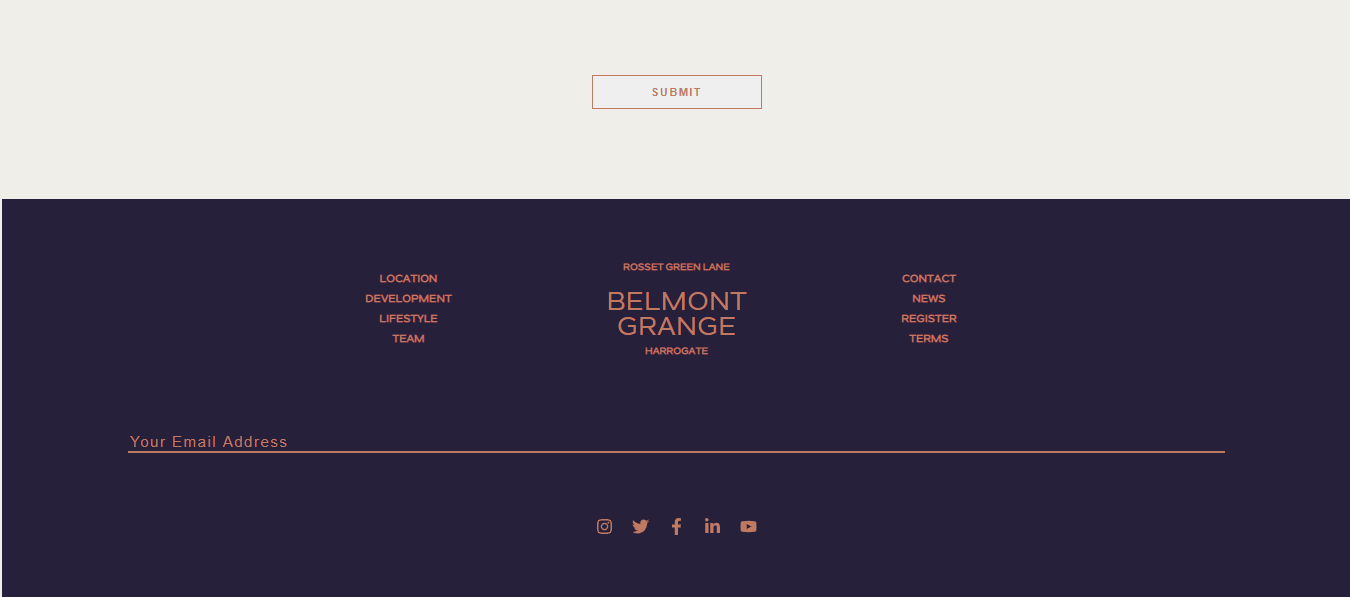 SUBMIT
LOCATION
DEVELOPMENT
LIFESTYLE
TEAM
ROSSET GREEN LANE
BELMONT
GRANGE
HARROGATE
CONTACT
NEWS
REGISTER
TERMS
Your Email Address